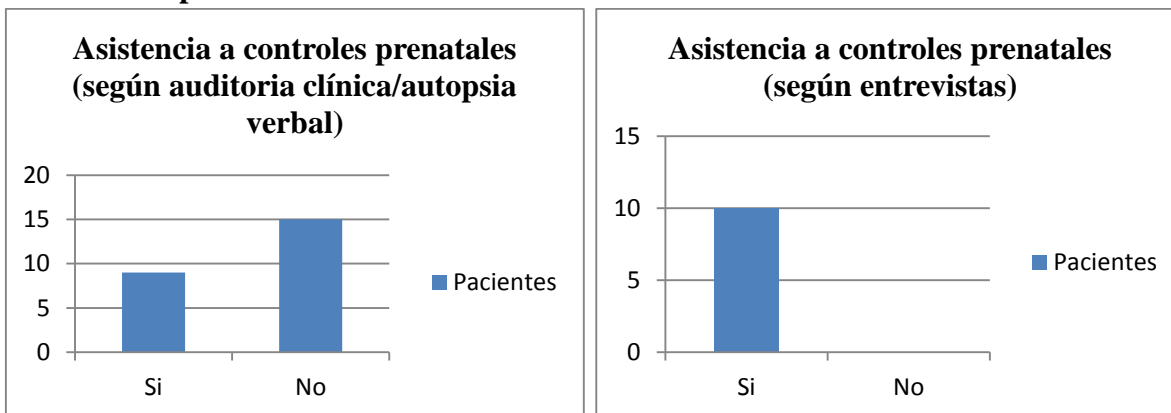 Asistencia a controles prenatales
(según auditoria clínica/autopsia
verbal)
20
15
10
5
0
Si
No
Pacientes
Asistencia a controles prenatales
(según entrevistas)
15
10
5
0
Si
No
Pacientes